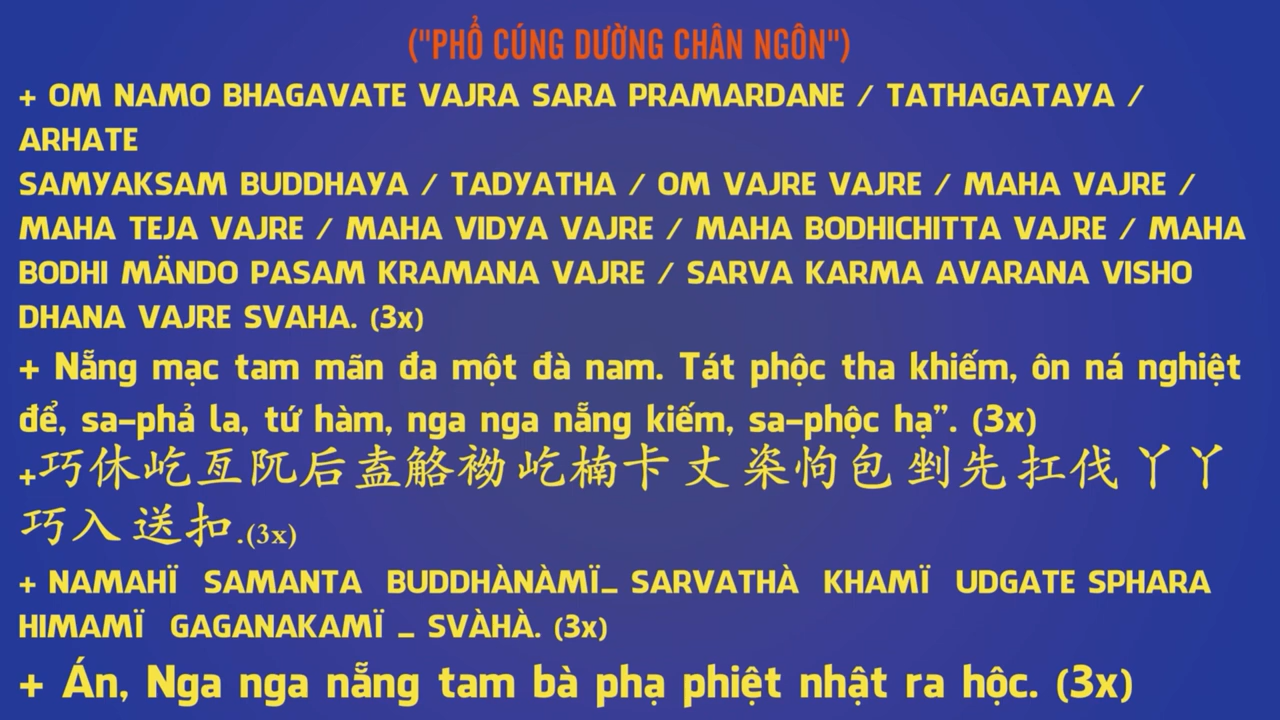 ("PHỔ CÚNG DƯỜNG CHÂN NGÔN")
+ OM NAMO BHAGAVATE VAJRA SARA PRAMARDANE / TATHAGATAYA /
ARHATE
SAMYAKSAM BUDDHAYA / TADYATHA / OM VAJRE VAJRE / MAHA VAJRE /
MAHA TEJA VAJRE / MAHA VIDYA VAJRE / MAHA BODHICHITTA VAJRE / MAHA
BODHI MÄNDO PASAM KRAMANA VAJRE / SARVA KARMA AVARANA VISHO
DHANA VAJRE SVAHA. (3x)
+ Nẵng mạc tam mãn đa một đà nam. Tát phộc tha khiếm, ôn ná nghiệt
để, sa-phả la, tứ hàm, nga nga nẵng kiếm, sa-phộc hạ”. (3x)
+巧休屹亙阢后盍觡袎屹楠卡丈栥怐包剉先扛伐丫丫
巧入送扣.(3x)
+ NAMAHÏ SAMANTA BUDDHÀNÀMÏ_ SARVATHÀ KHAMÏ UDGATE SPHARA
HIMAMÏ GAGANAKAMÏ _ SVÀHÀ. (3x)
+ Án, Nga nga nẵng tam bà phạ phiệt nhật ra hộc. (3x)